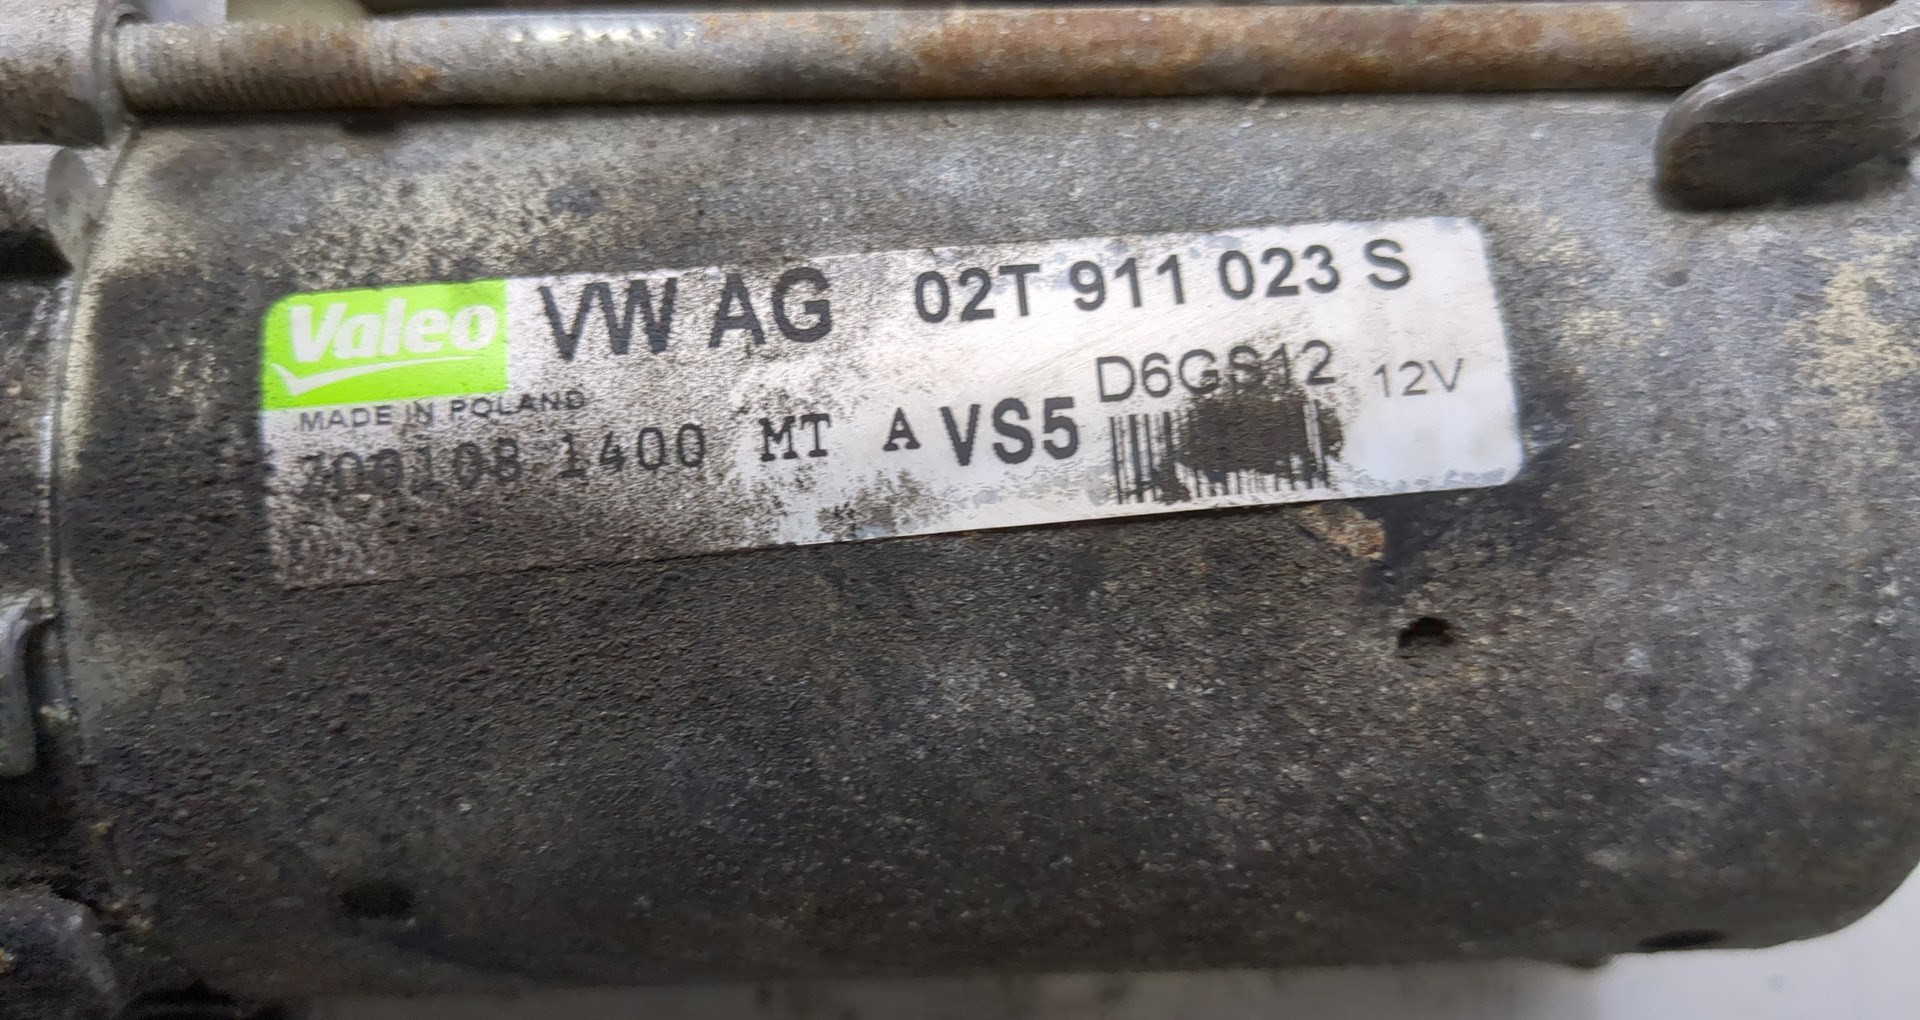 Valeo VW AG 02T 911 023 S
D6GS12 12V
MADE IN POLAND
1400 MT A VS5